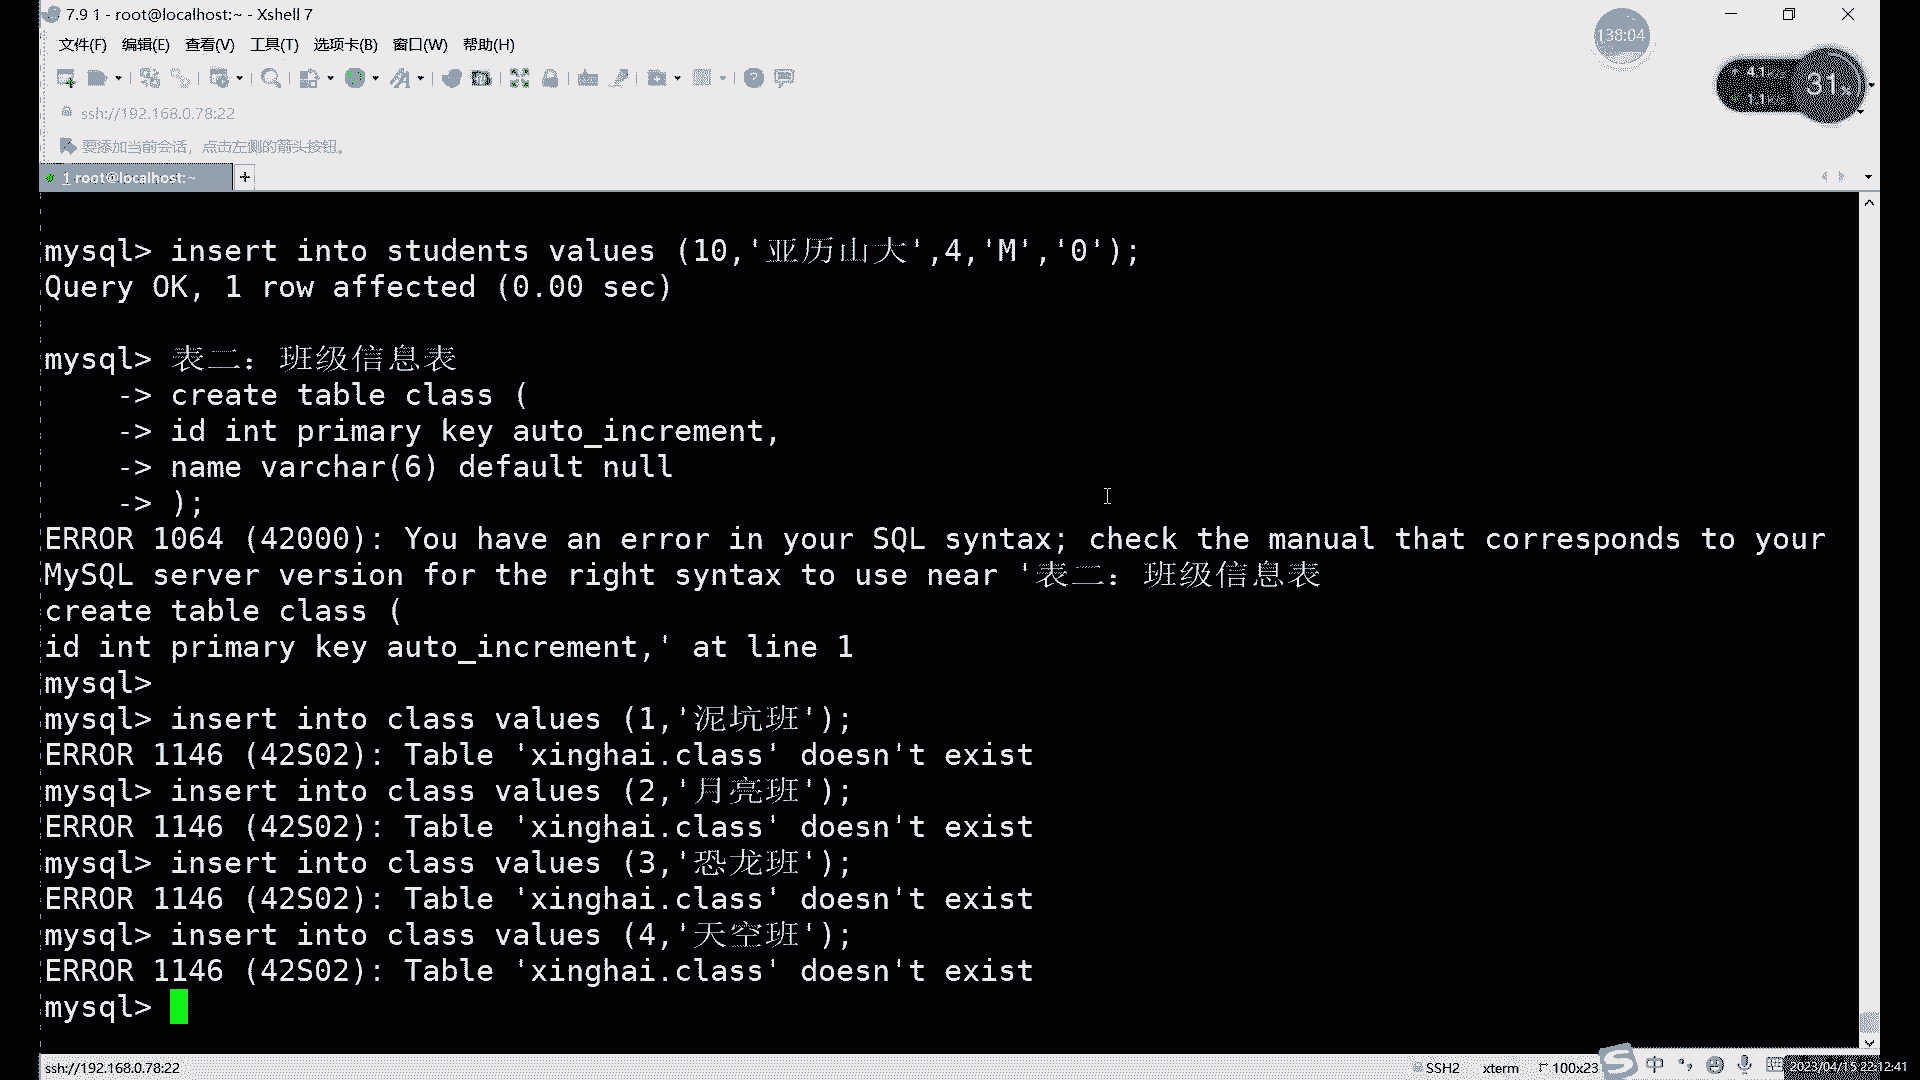 7.9 1 - root@localhost:~ - Xshell 7
138:04
文件(F) 编辑(E) 查看(V) 工具(T) 选项卡(B) 窗口(W) 帮助(H)
31%
ssh://192.168.0.78:22
要添加当前会话，点击左侧的箭头按钮。
1 root@localhost:~
mysql> insert into students values (10,'亚历山大',4,'M','0');
Query OK, 1 row affected (0.00 sec)
mysql> 表二：班级信息表
-> create table class (
-> id int primary key auto_increment,
-> name varchar(6) default null
-> );
ERROR 1064 (42000): You have an error in your SQL syntax; check the manual that corresponds to your
MySQL server version for the right syntax to use near '表二：班级信息表
create table class (
id int primary key auto_increment,' at line 1
mysql>
mysql> insert into class values (1,'泥坑班');
ERROR 1146 (42S02): Table 'xinghai.class' doesn't exist
mysql> insert into class values (2,'月亮班');
ERROR 1146 (42S02): Table 'xinghai.class' doesn't exist
mysql> insert into class values (3,'恐龙班');
ERROR 1146 (42S02): Table 'xinghai.class' doesn't exist
mysql> insert into class values (4,'天空班');
ERROR 1146 (42S02): Table 'xinghai.class' doesn't exist
mysql>
ssh://192.168.0.78:22 SSH2 xterm 100x23 中 2023/04/15 22:12:41